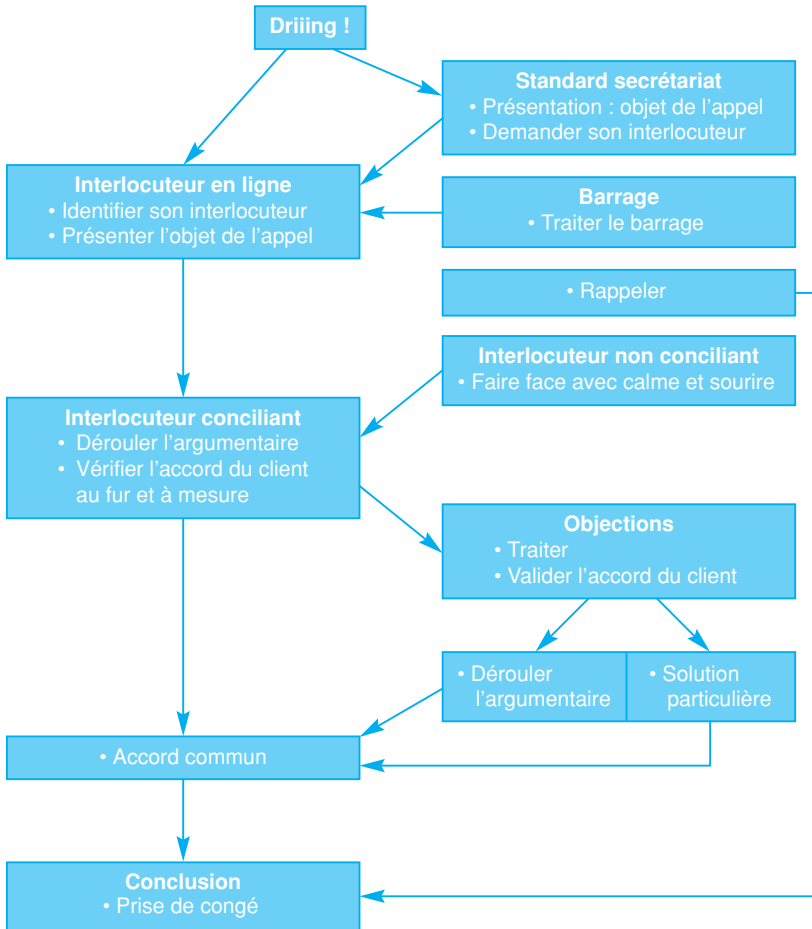 Driiing !
Standard secrétariat
• Présentation : objet de l'appel
• Demander son interlocuteur
Interlocuteur en ligne
• Identifier son interlocuteur
• Présenter l'objet de l'appel
Barrage
• Traiter le barrage
• Rappeler
Interlocuteur non conciliant
• Faire face avec calme et sourire
Interlocuteur conciliant
• Dérouler l'argumentaire
• Vérifier l'accord du client
au fur et à mesure
Objections
• Traiter
• Valider l'accord du client
• Dérouler
l'argumentaire
• Solution
particulière
• Accord commun
Conclusion
• Prise de congé